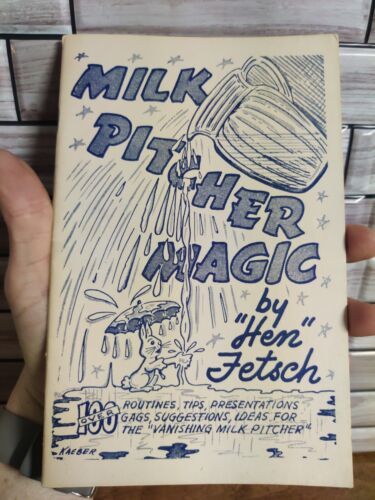 MILK
PITCHER
MAGIC
by
"Hen"
Fetsch
OVER
100
ROUTINES, TIPS, PRESENTATIONS
GAGS, SUGGESTIONS, IDEAS, FOR
THE "VANISHING MILK PITCHER"
KAEBER